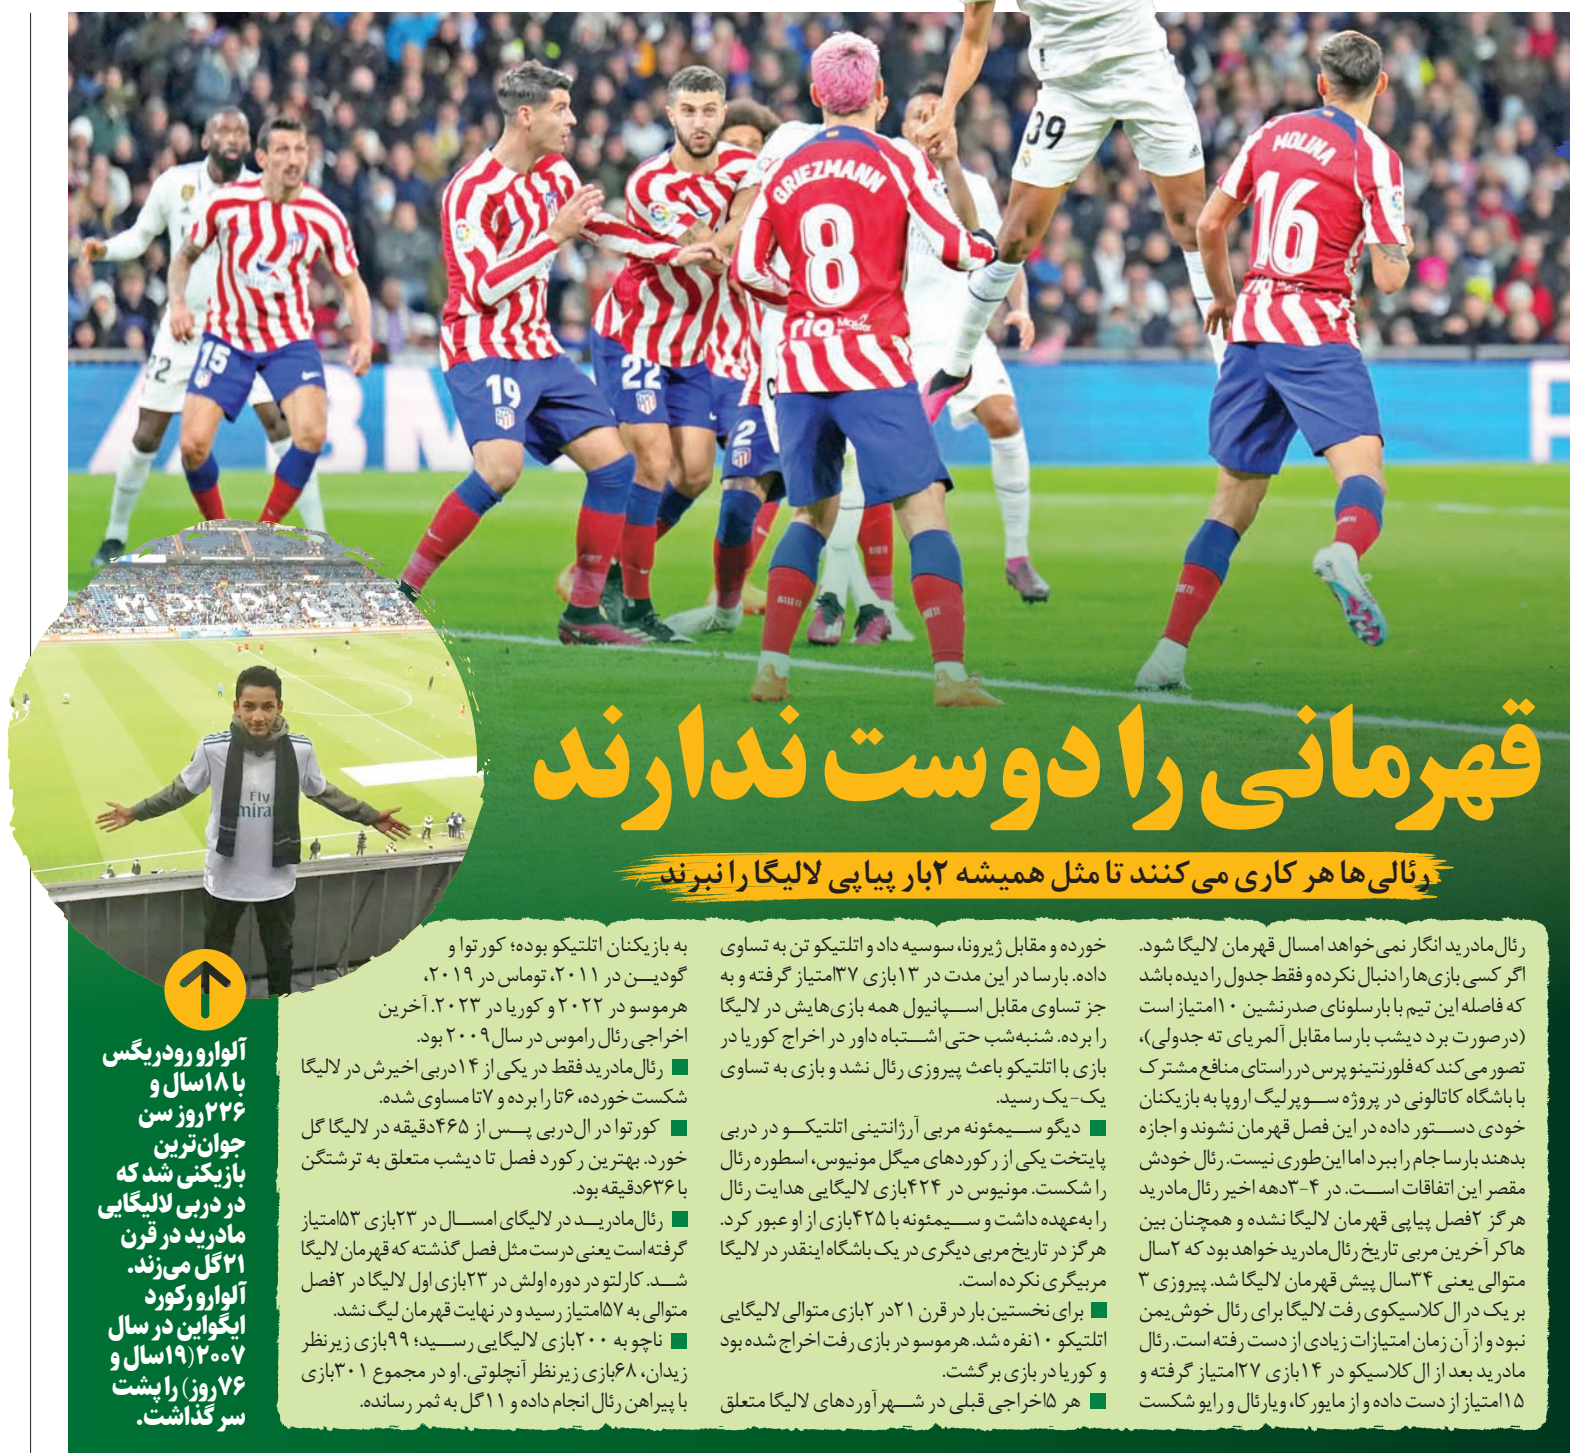 GRIEZMANN
8
ria
39
MOLINA
16
ria
15
19
22
22
2
قهرمانی را دوست ندارند
رئالی‌ها هر کاری می‌کنند تا مثل همیشه ۲بار پیاپی لالیگا را نبرند
رئال‌مادرید انگار نمی‌خواهد امسال قهرمان لالیگا شود.
اگر کسی بازی‌ها را دنبال نکرده و فقط جدول را دیده باشد
که فاصله این تیم با بارسلونای صدرنشین ۱۰امتیاز است
(درصورت برد دیشب بارسا مقابل آلمریای ته جدولی)،
تصور می‌کند که فلورنتینو پرس در راستای منافع مشترک
با باشگاه کاتالونی در پروژه سوپرلیگ اروپا به بازیکنان
خودی دستور داده در این فصل قهرمان نشوند و اجازه
بدهند بارسا جام را ببرد اما این‌طوری نیست. رئال خودش
مقصر این اتفاقات است. در ۴-۳دهه اخیر رئال‌مادرید
هرگز ۲فصل پیاپی قهرمان لالیگا نشده و همچنان بین
هاکر آخرین مربی تاریخ رئال‌مادرید خواهد بود که ۲سال
متوالی یعنی ۳۴سال پیش قهرمان لالیگا شد. پیروزی ۳
بر یک در ال‌کلاسیکوی رفت لالیگا برای رئال خوش‌یمن
نبود و از آن زمان امتیازات زیادی از دست رفته است. رئال
مادرید بعد از ال‌کلاسیکو در ۱۴بازی ۲۷امتیاز گرفته و
۱۵امتیاز از دست داده و از مایورکا، ویارئال و رایو شکست
خورده و مقابل ژیرونا، سوسیه داد و اتلتیکو تن به تساوی
داده. بارسا در این مدت در ۱۳بازی ۳۷امتیاز گرفته و به
جز تساوی مقابل اسپانیول همه بازی‌هایش در لالیگا
را برده. شنبه‌شب حتی اشتباه داور در اخراج کوریا در
بازی با اتلتیکو باعث پیروزی رئال نشد و بازی به تساوی
یک-یک رسید.
■ دیگو سیمئونه مربی آرژانتینی اتلتیکو در دربی
پایتخت یکی از رکوردهای میگل مونیوس، اسطوره رئال
را شکست. مونیوس در ۴۲۴بازی لالیگایی هدایت رئال
را به‌عهده داشت و سیمئونه با ۴۲۵بازی از او عبور کرد.
هرگز در تاریخ مربی دیگری در یک باشگاه اینقدر در لالیگا
مربیگری نکرده است.
■ برای نخستین بار در قرن ۲۱در ۲بازی متوالی لالیگایی
اتلتیکو ۱۰نفره شد. هرموسو در بازی رفت اخراج شده بود
و کوریا در بازی برگشت.
■ هر ۵اخراجی قبلی در شهرآوردهای لالیگا متعلق
به بازیکنان اتلتیکو بوده؛ کورتوا و
گودین در ۲۰۱۱، توماس در ۲۰۱۹،
هرموسو در ۲۰۲۲ و کوریا در ۲۰۲۳. آخرین
اخراجی رئال راموس در سال ۲۰۰۹ بود.
■ رئال‌مادرید فقط در یکی از ۱۴دربی اخیرش در لالیگا
شکست خورده، ۶تا را برده و ۷تا مساوی شده.
■ کورتوا در ال‌دربی پس از ۴۶۵دقیقه در لالیگا گل
خورد. بهترین رکورد فصل تا دیشب متعلق به ترشتگن
با ۶۳۶دقیقه بود.
■ رئال‌مادرید در لالیگای امسال در ۲۳بازی ۵۳امتیاز
گرفته است یعنی درست مثل فصل گذشته که قهرمان لالیگا
شد. کارلتو در دوره اولش در ۲۳بازی اول لالیگا در ۲فصل
متوالی به ۵۷امتیاز رسید و در نهایت قهرمان لیگ نشد.
■ ناچو به ۲۰۰بازی لالیگایی رسید؛ ۹۹بازی زیرنظر
زیدان، ۶۸بازی زیرنظر آنچلوتی. او در مجموع ۳۰۱بازی
با پیراهن رئال انجام داده و ۱۱گل به ثمر رسانده.
Fly
mira
آلوارو رودریگس
با ۱۸سال و
۲۲۶روز سن
جوان‌ترین
بازیکنی شد که
در دربی لالیگایی
مادرید در قرن
۲۱گل می‌زند.
آلوارو رکورد
ایگواین در سال
۲۰۰۷(۱۹سال و
۷۶روز) را پشت
سر گذاشت.